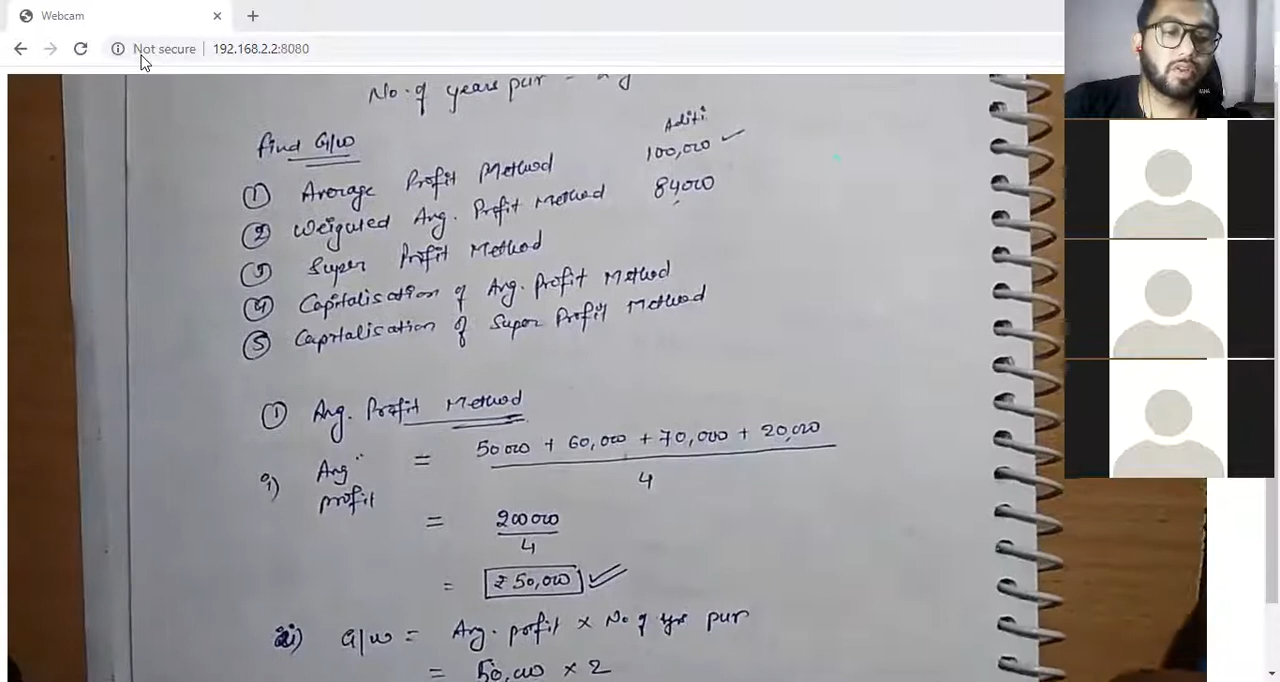 Webcam
Not secure 192.168.2.2:8080
No. of years pur =
find G/w
Aditi
① Average Profit Method 100,000
② Weiguted Avg. Profit Method 84000
③ Super Profit Method
④ Capitalisation of Avg. Profit Method
⑤ Capitalisation of Super Profit Method
① Avg. Profit Method
i) Avg profit = 50000 + 60,000 + 70,000 + 20,000
4
= 200000
4
= ₹50,000
ii) G/w = Avg. profit × No of yrs pur
= 50,000 × 2